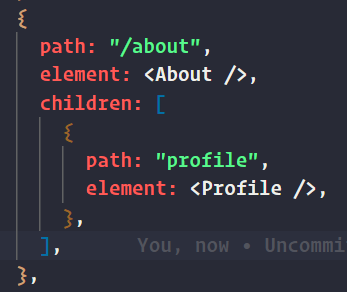 {
path: "/about",
element: <About />,
children: [
{
path: "profile",
element: <Profile />,
},
], You, now • Uncommi
},